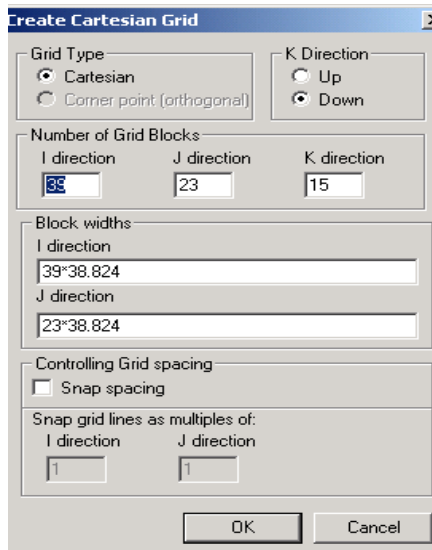 Create Cartesian Grid
Grid Type
Cartesian
Corner point (orthogonal)
K Direction
Up
Down
Number of Grid Blocks
I direction J direction K direction
39 23 15
Block widths
I direction
39*38.824
J direction
23*38.824
Controlling Grid spacing
Snap spacing
Snap grid lines as multiples of:
I direction J direction
1 1
OK Cancel